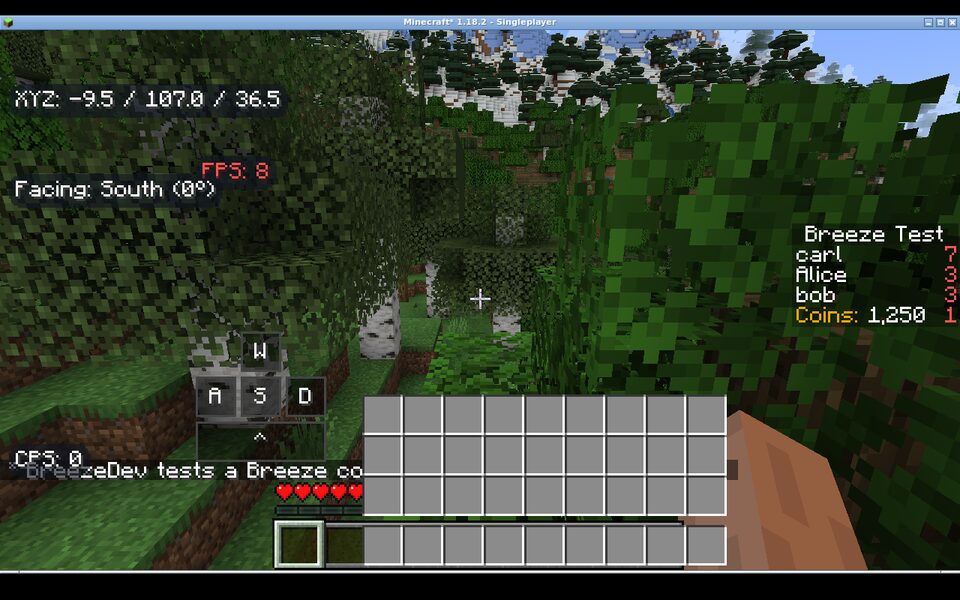 Minecraft* 1.18.2 - Singleplayer
XYZ: -9.5 / 107.0 / 36.5
FPS: 8
Facing: South (0°)
Breeze Test
carl 7
Alice 3
bob 3
Coins: 1,250 1
W
A S D
^
CPS: 0
* BreezeDev tests a Breeze co